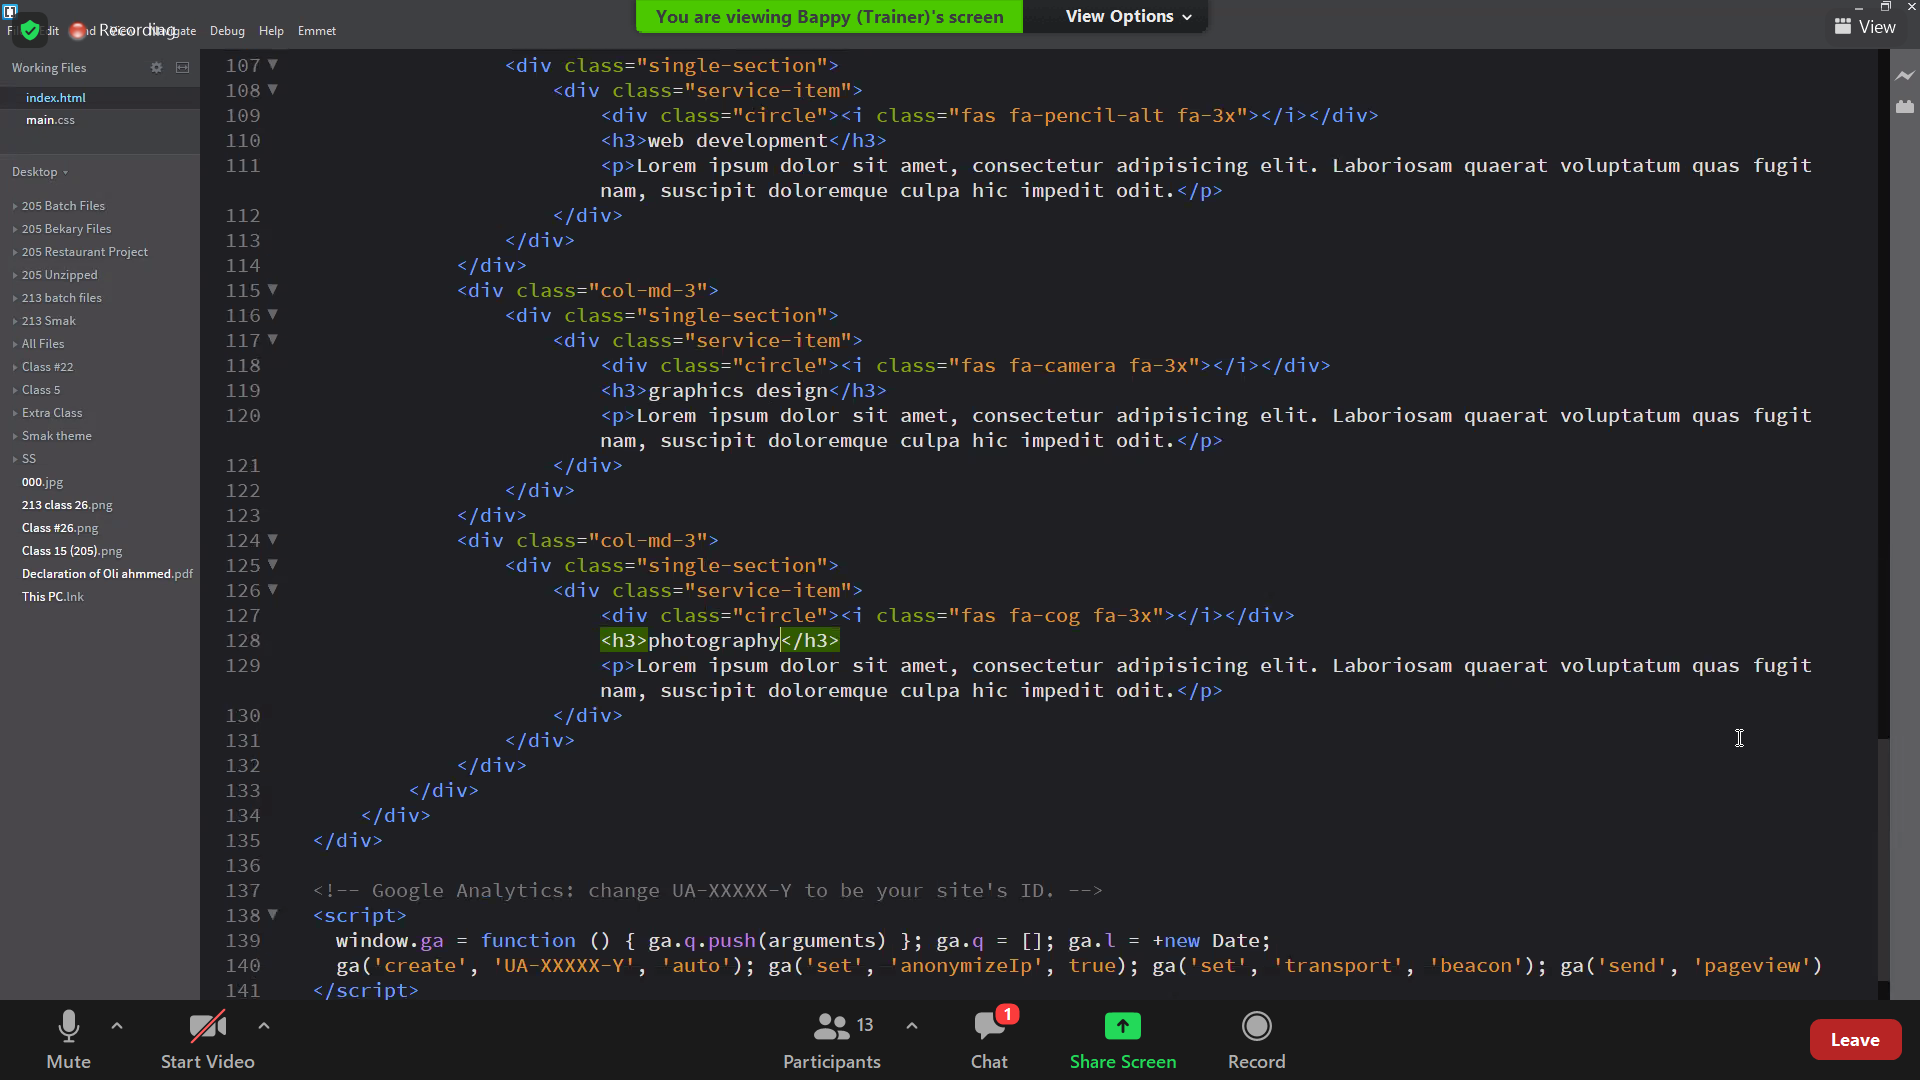 You are viewing Bappy (Trainer)'s screen
View Options
View
Recording
Debug
Help
Emmet
Working Files
index.html
main.css
Desktop
205 Batch Files
205 Bekary Files
205 Restaurant Project
205 Unzipped
213 batch files
213 Smak
All Files
Class #22
Class 5
Extra Class
Smak theme
SS
000.jpg
213 class 26.png
Class #26.png
Class 15 (205).png
Declaration of Oli ahmmed.pdf
This PC.lnk
107 <div class="single-section">
108 <div class="service-item">
109 <div class="circle"><i class="fas fa-pencil-alt fa-3x"></i></div>
110 <h3>web development</h3>
111 <p>Lorem ipsum dolor sit amet, consectetur adipisicing elit. Laboriosam quaerat voluptatum quas fugit
nam, suscipit doloremque culpa hic impedit odit.</p>
112 </div>
113 </div>
114 </div>
115 <div class="col-md-3">
116 <div class="single-section">
117 <div class="service-item">
118 <div class="circle"><i class="fas fa-camera fa-3x"></i></div>
119 <h3>graphics design</h3>
120 <p>Lorem ipsum dolor sit amet, consectetur adipisicing elit. Laboriosam quaerat voluptatum quas fugit
nam, suscipit doloremque culpa hic impedit odit.</p>
121 </div>
122 </div>
123 </div>
124 <div class="col-md-3">
125 <div class="single-section">
126 <div class="service-item">
127 <div class="circle"><i class="fas fa-cog fa-3x"></i></div>
128 <h3>photography</h3>
129 <p>Lorem ipsum dolor sit amet, consectetur adipisicing elit. Laboriosam quaerat voluptatum quas fugit
nam, suscipit doloremque culpa hic impedit odit.</p>
130 </div>
131 </div>
132 </div>
133 </div>
134 </div>
135 </div>
136
137 <!-- Google Analytics: change UA-XXXXX-Y to be your site's ID. -->
138 <script>
139 window.ga = function () { ga.q.push(arguments) }; ga.q = []; ga.l = +new Date;
140 ga('create', 'UA-XXXXX-Y', 'auto'); ga('set', 'anonymizeIp', true); ga('set', 'transport', 'beacon'); ga('send', 'pageview')
141 </script>
Mute
Start Video
13
Participants
1
Chat
Share Screen
Record
Leave